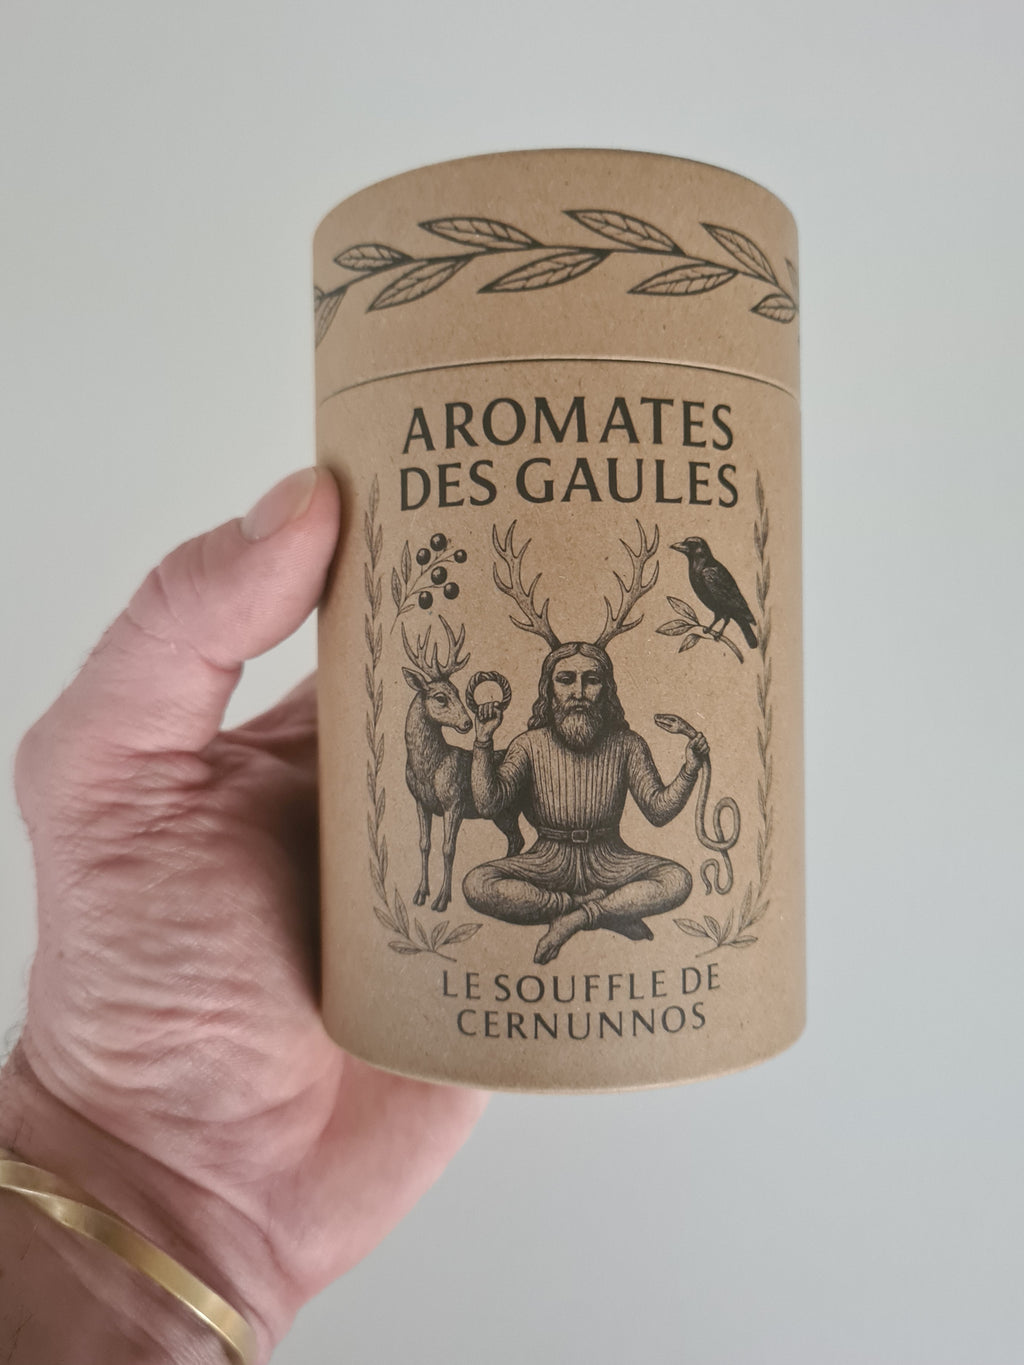 AROMATES
DES GAULES
LE SOUFFLE DE
CERNUNNOS